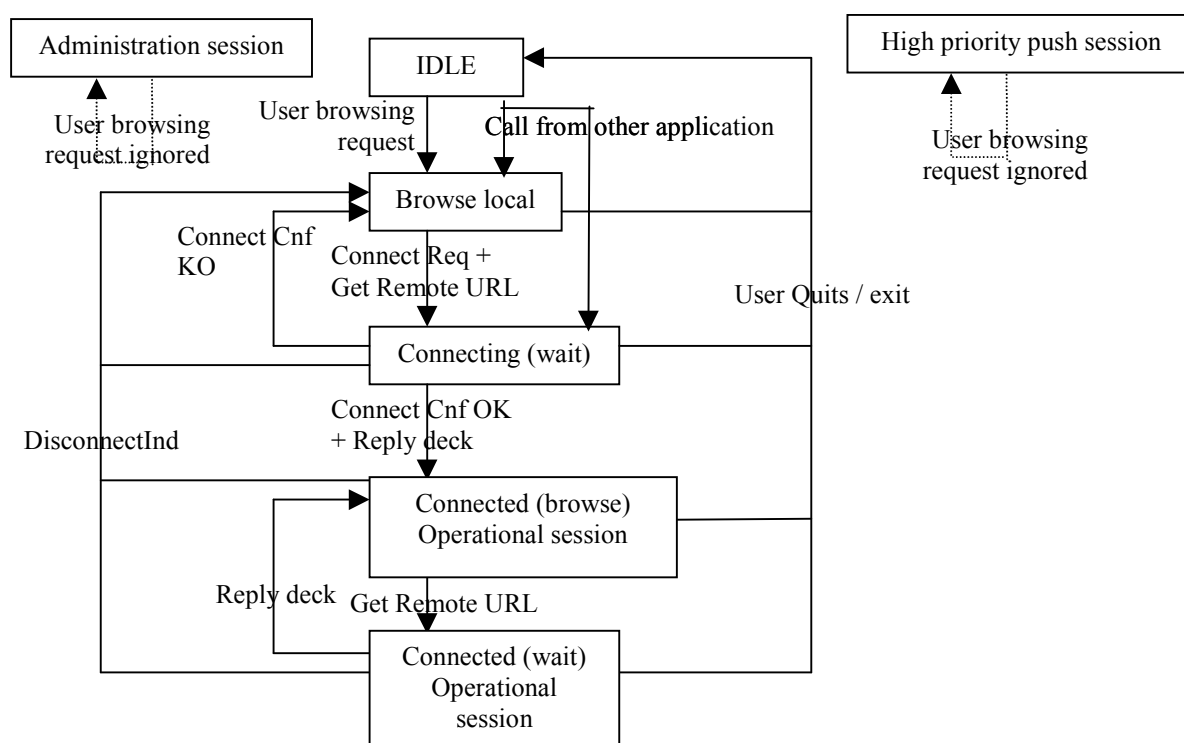 Administration session
IDLE
High priority push session
User browsing
request ignored
User browsing
request
Call from other application
User browsing
request ignored
Browse local
Connect Cnf
KO
Connect Req +
Get Remote URL
User Quits / exit
Connecting (wait)
Connect Cnf OK
+ Reply deck
DisconnectInd
Connected (browse)
Operational session
Reply deck
Get Remote URL
Connected (wait)
Operational
session